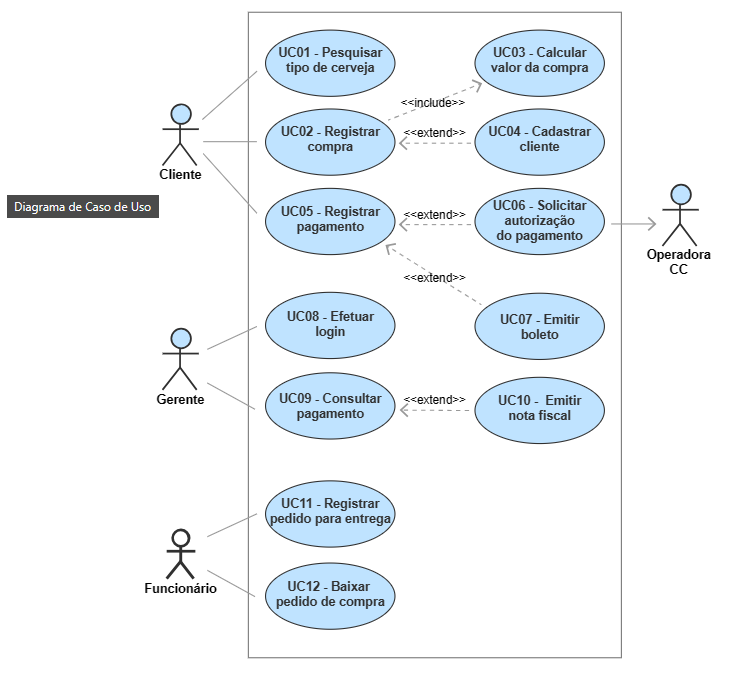 UC01 - Pesquisar
tipo de cerveja
UC03 - Calcular
valor da compra
<<include>>
UC02 - Registrar
compra
<<extend>>
UC04 - Cadastrar
cliente
Cliente
Diagrama de Caso de Uso
UC05 - Registrar
pagamento
<<extend>>
UC06 - Solicitar
autorização
do pagamento
Operadora
CC
<<extend>>
UC08 - Efetuar
login
UC07 - Emitir
boleto
Gerente
UC09 - Consultar
pagamento
<<extend>>
UC10 - Emitir
nota fiscal
UC11 - Registrar
pedido para entrega
Funcionário
UC12 - Baixar
pedido de compra